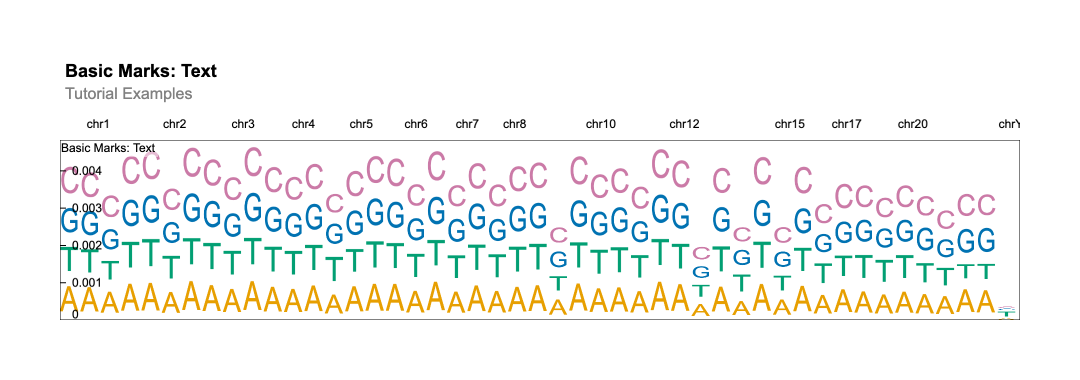 Basic Marks: Text
Tutorial Examples
chr1 chr2 chr3 chr4 chr5 chr6 chr7 chr8 chr10 chr12 chr15 chr17 chr20
Basic Marks: Text
0.004
C C C C C C C C C C C C C C C C C C C C C C C C C C C C C C C C C C C C C C C C C C C C C C
0.003
G G G G G G G G G G G G G G G G G G G G G G G G G G G G G G G G G G G G G G G G G G G G G G
0.002
T T T T T T T T T T T T T T T T T T T T T T T T T T T T T T T T T T T T T T T T T T T T T T
0.001
A A A A A A A A A A A A A A A A A A A A A A A A A A A A A A A A A A A A A A A A A A A A A A
0